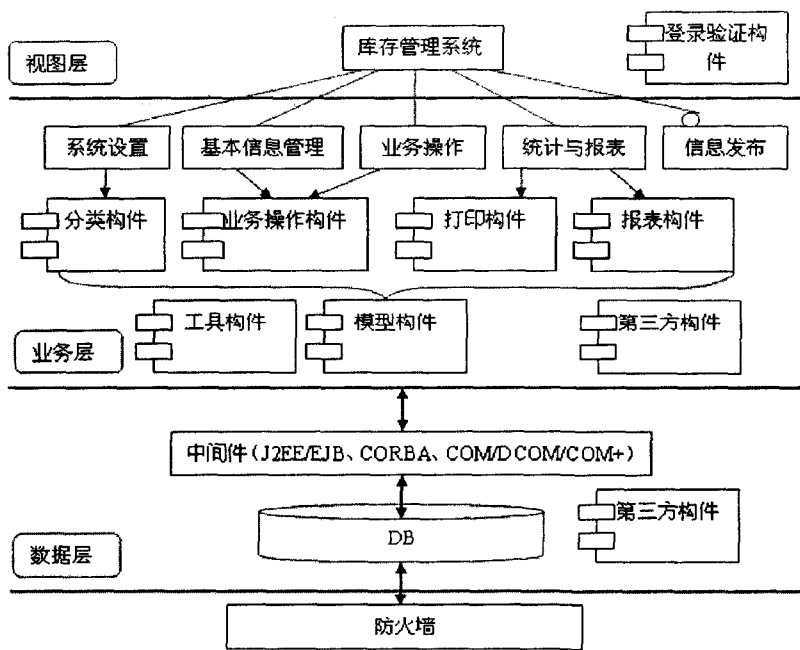 库存管理系统
登录验证构
件
视图层
系统设置
基本信息管理
业务操作
统计与报表
信息发布
分类构件
业务操作构件
打印构件
报表构件
工具构件
模型构件
第三方构件
业务层
中间件(J2EE/EJB、CORBA、COM/DCOM/COM+)
第三方构件
DB
数据层
防火墙